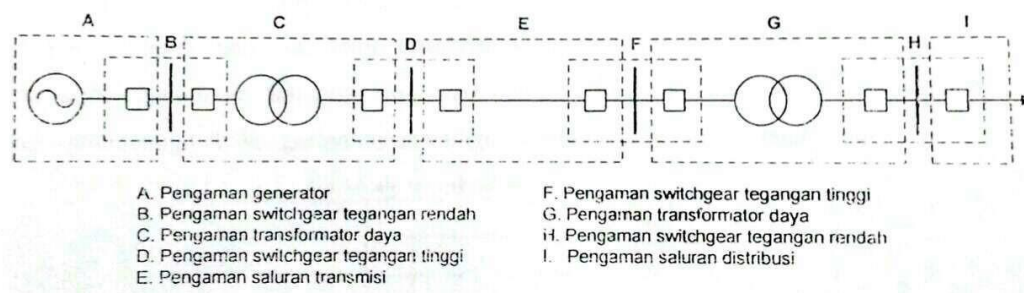 A
B
C
D
E
F
G
H
I
A. Pengaman generator
B. Pengaman switchgear tegangan rendah
C. Pengaman transformator daya
D. Pengaman switchgear tegangan tinggi
E. Pengaman saluran transmisi
F. Pengaman switchgear tegangan tinggi
G. Pengaman transformator daya
H. Pengaman switchgear tegangan rendah
I. Pengaman saluran distribusi